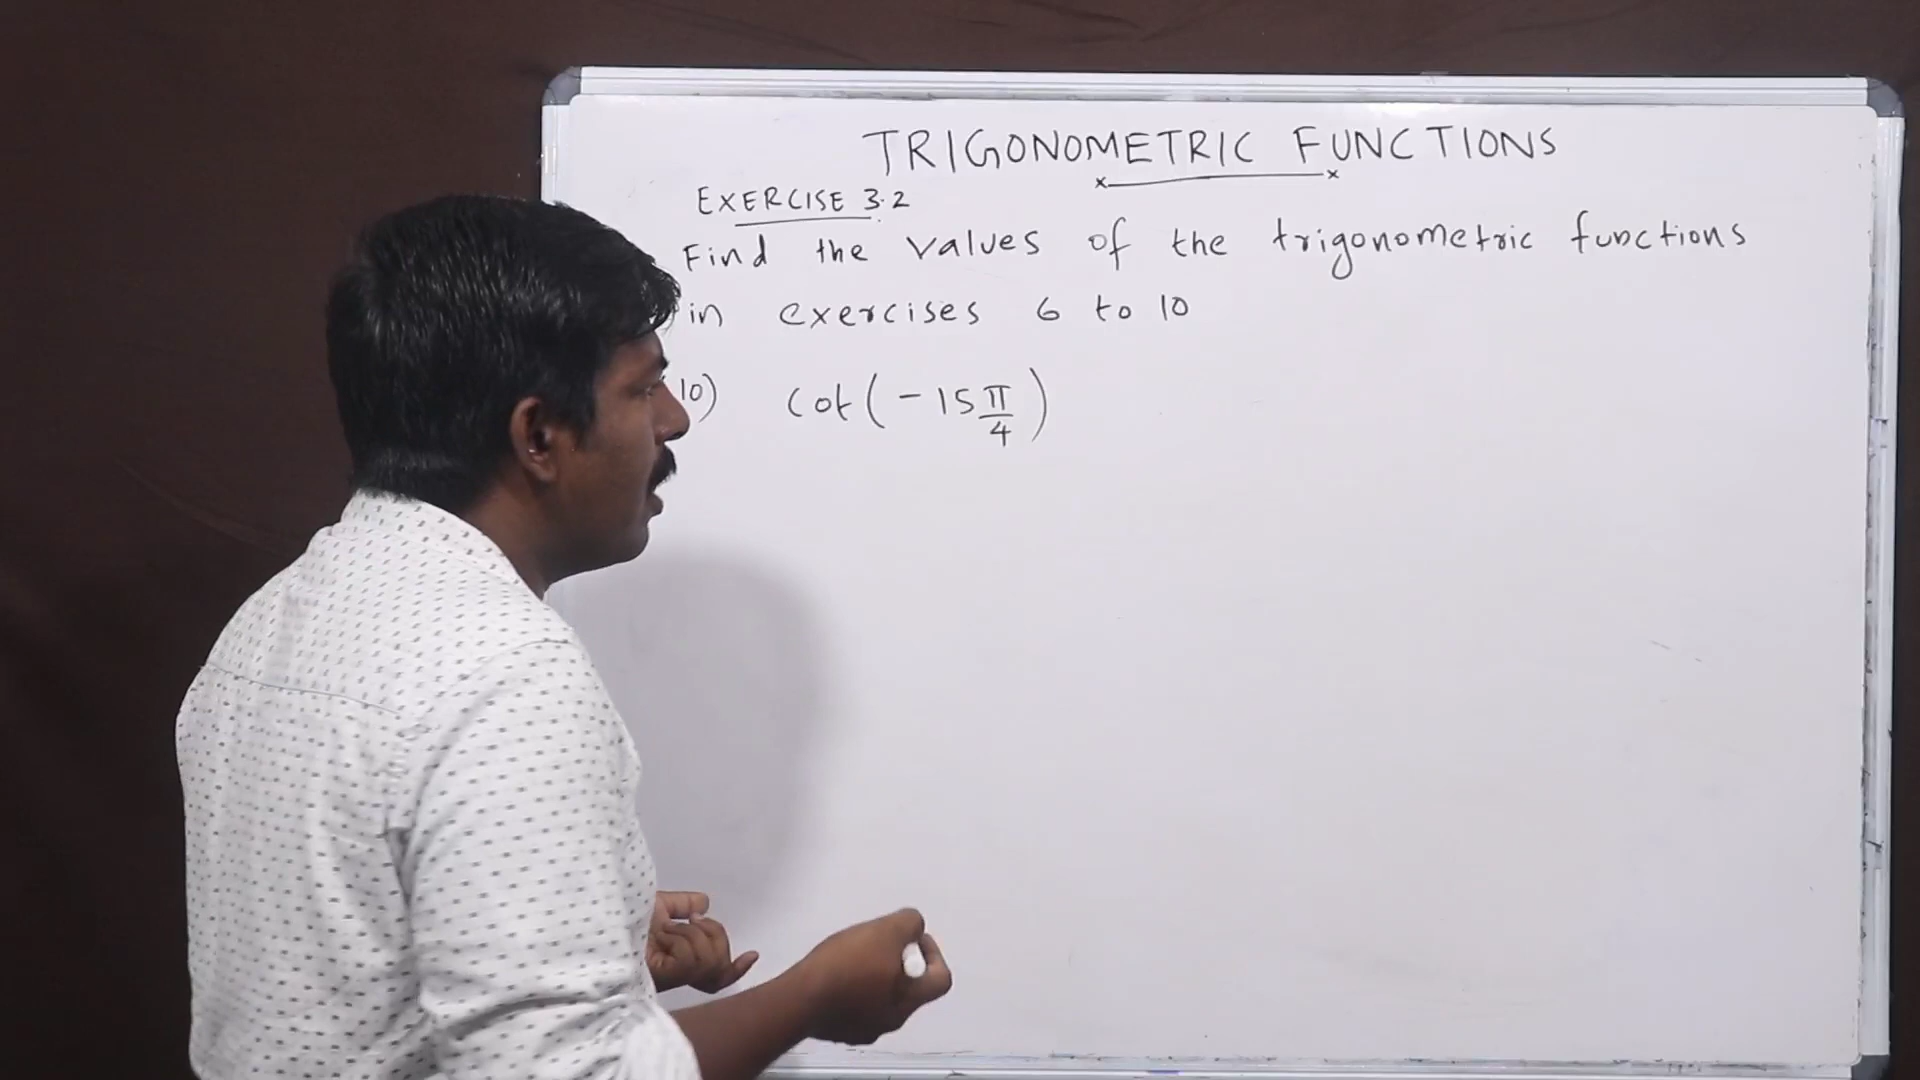 TRIGONOMETRIC FUNCTIONS
EXERCISE 3.2
Find the values of the trigonometric functions
in exercises 6 to 10
10) cot(-15π/4)